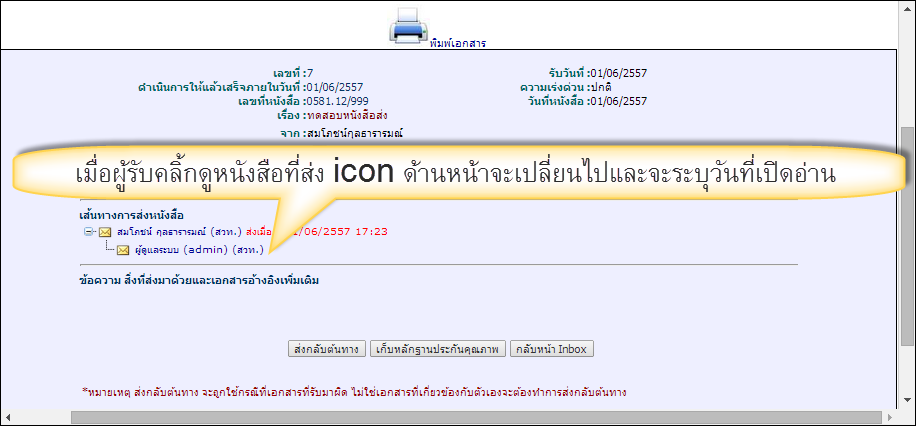 พิมพ์เอกสาร
เลขที่ :7 รับวันที่ :01/06/2557
ดำเนินการให้แล้วเสร็จภายในวันที่ :01/06/2557 ความเร่งด่วน :ปกติ
เลขที่หนังสือ :0581.12/999 วันที่หนังสือ :01/06/2557
เรื่อง :ทดสอบหนังสือส่ง
จาก :สมโภชน์กุลธารารมณ์
เมื่อผู้รับคลิ้กดูหนังสือที่ส่ง icon ด้านหน้าจะเปลี่ยนไปและจะระบุวันที่เปิดอ่าน
เส้นทางการส่งหนังสือ
สมโภชน์ กุลธารารมณ์ (สวท.) ส่งเมื่อ 01/06/2557 17:23
ผู้ดูแลระบบ (admin) (สวท.)
ข้อความ สิ่งที่ส่งมาด้วยและเอกสารอ้างอิงเพิ่มเติม
ส่งกลับต้นทาง เก็บหลักฐานประกันคุณภาพ กลับหน้า Inbox
*หมายเหตุ ส่งกลับต้นทาง จะถูกใช้กรณีที่เอกสารที่รับมาผิด ไม่ใช่เอกสารที่เกี่ยวข้องกับตัวเองจะต้องทำการส่งกลับต้นทาง